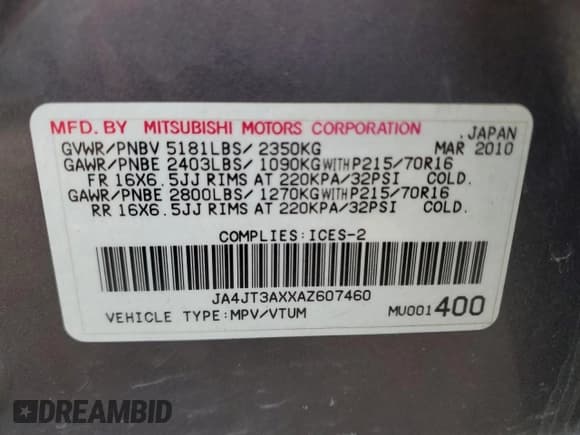 MFD. BY MITSUBISHI MOTORS CORPORATION .JAPAN
GVWR/PNBV 5181LBS/ 2350KG MAR 2010
GAWR/PNBE 2403LBS/ 1090KG WITH P215/70R16
FR 16X6.5JJ RIMS AT 220KPA/32PSI COLD.
GAWR/PNBE 2800LBS/ 1270KG WITH P215/70R16
RR 16X6.5JJ RIMS AT 220KPA/32PSI COLD.
COMPLIES:ICES-2
JA4JT3AXXAZ607460
VEHICLE TYPE:MPV/VTUM MU001400
DREAMBID